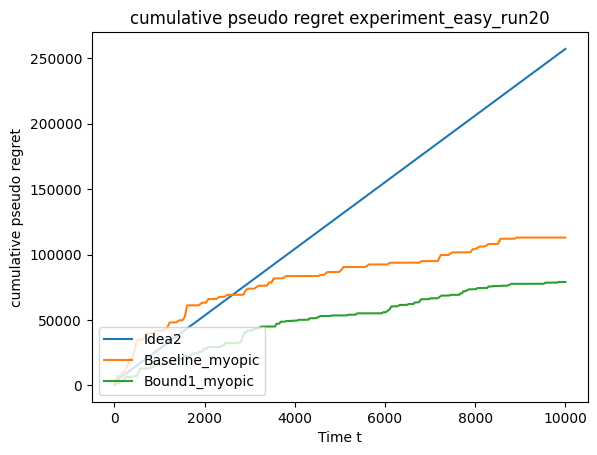 cumulative pseudo regret experiment_easy_run20
cumulative pseudo regret
250000
200000
150000
100000
50000
0
Idea2
Baseline_myopic
Bound1_myopic
0
2000
4000
6000
8000
10000
Time t